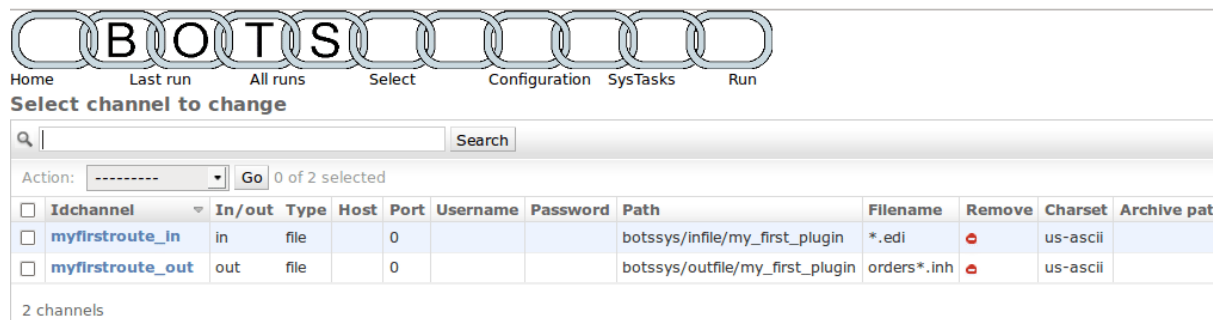 BOTS
Home Last run All runs Select Configuration SysTasks Run
Select channel to change
Search
Action: --------- Go 0 of 2 selected
Idchannel In/out Type Host Port Username Password Path Filename Remove Charset Archive pat
myfirstroute_in in file 0 botssys/infile/my_first_plugin *.edi us-ascii
myfirstroute_out out file 0 botssys/outfile/my_first_plugin orders*.inh us-ascii
2 channels